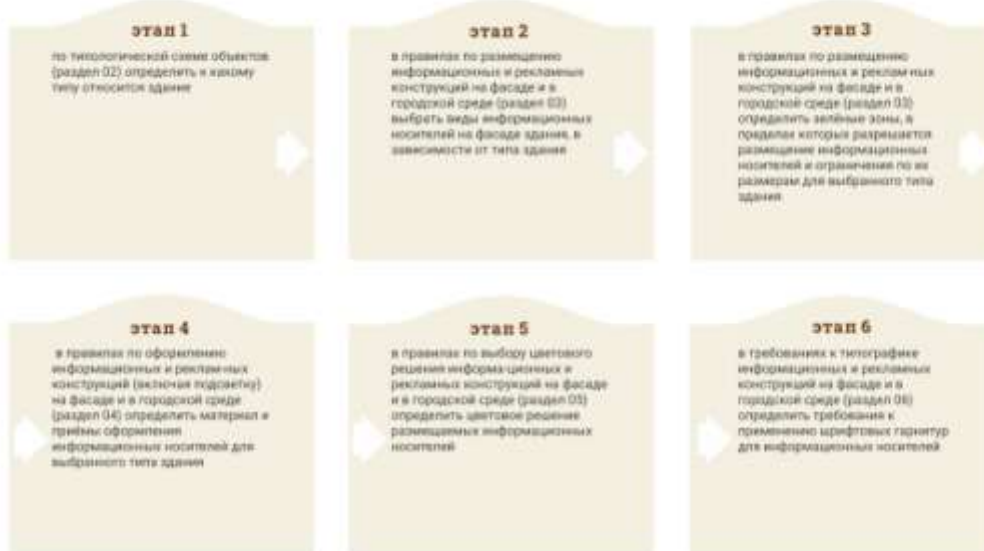 этап 1
по типологической схеме объектов
(раздел 02) определить к какому
типу относится здание
этап 2
в правилах по размещению
информационных и рекламных
конструкций на фасаде и в
городской среде (раздел 03)
выбрать виды информационных
носителей на фасаде здания, в
зависимости от типа здания
этап 3
в правилах по размещению
информационных и реклам-ных
конструкций на фасаде и в
городской среде (раздел 03)
определить зелёные зоны, в
пределах которых разрешается
размещение информационных
носителей и ограничения по их
размерам для выбранного типа
здания
этап 4
в правилах по оформлению
информационных и реклам-ных
конструкций (включая подсветку)
на фасаде и в городской среде
(раздел 04) определить материал и
приёмы оформления
информационных носителей для
выбранного типа здания
этап 5
в правилах по выбору цветового
решения информа-ционных и
рекламных конструкций на фасаде
и в городской среде (раздел 05)
определить цветовое решение
размещаемых информационных
носителей
этап 6
в требованиях к типографике
информационных и рекламных
конструкций на фасаде и в
городской среде (раздел 06)
определить требования к
применению шрифтовых гарнитур
для информационных носителей